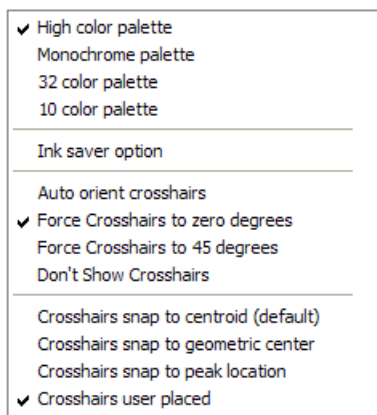 High color palette
Monochrome palette
32 color palette
10 color palette
Ink saver option
Auto orient crosshairs
Force Crosshairs to zero degrees
Force Crosshairs to 45 degrees
Don't Show Crosshairs
Crosshairs snap to centroid (default)
Crosshairs snap to geometric center
Crosshairs snap to peak location
Crosshairs user placed